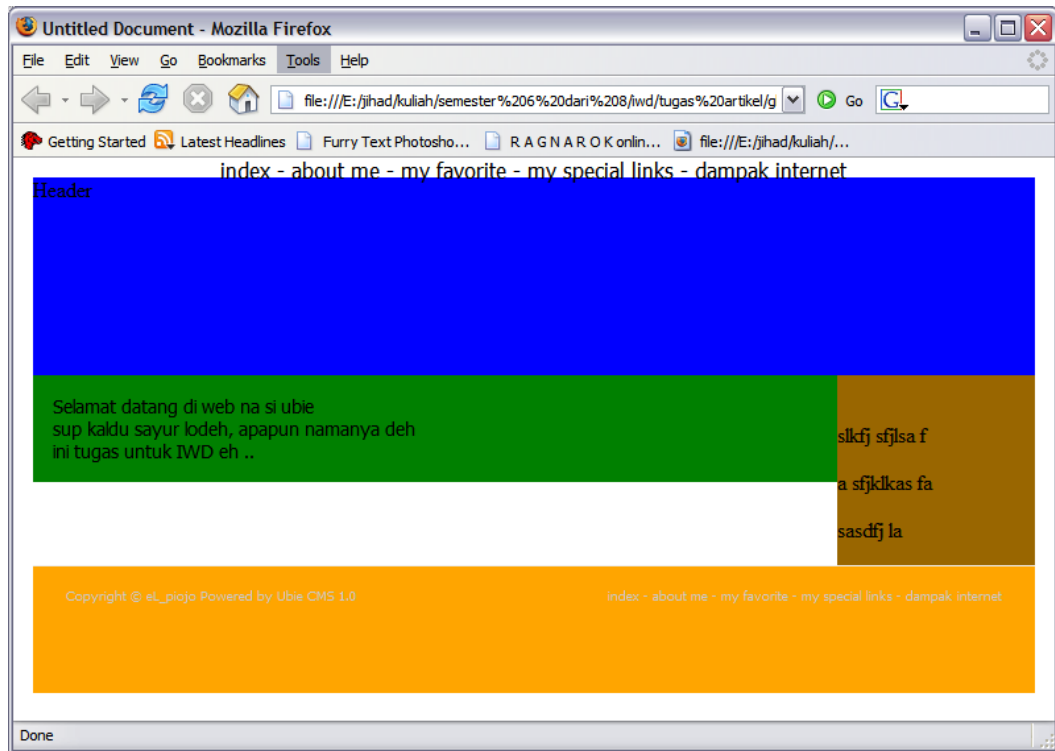 Untitled Document - Mozilla Firefox
File Edit View Go Bookmarks Tools Help
file:///E:/jihad/kuliah/semester%206%20dari%208/iwd/tugas%20artikel/g Go G
Getting Started Latest Headlines Furry Text Photosho... R A G N A R O K onlin... file:///E:/jihad/kuliah/...
index - about me - my favorite - my special links - dampak internet
Header
Selamat datang di web na si ubie
sup kaldu sayur lodeh, apapun namanya deh
ini tugas untuk IWD eh ..
slkfj sfjlsa f
a sfjklkas fa
sasdfj la
Copyright © eL_piojo Powered by Ubie CMS 1.0
index - about me - my favorite - my special links - dampak internet
Done